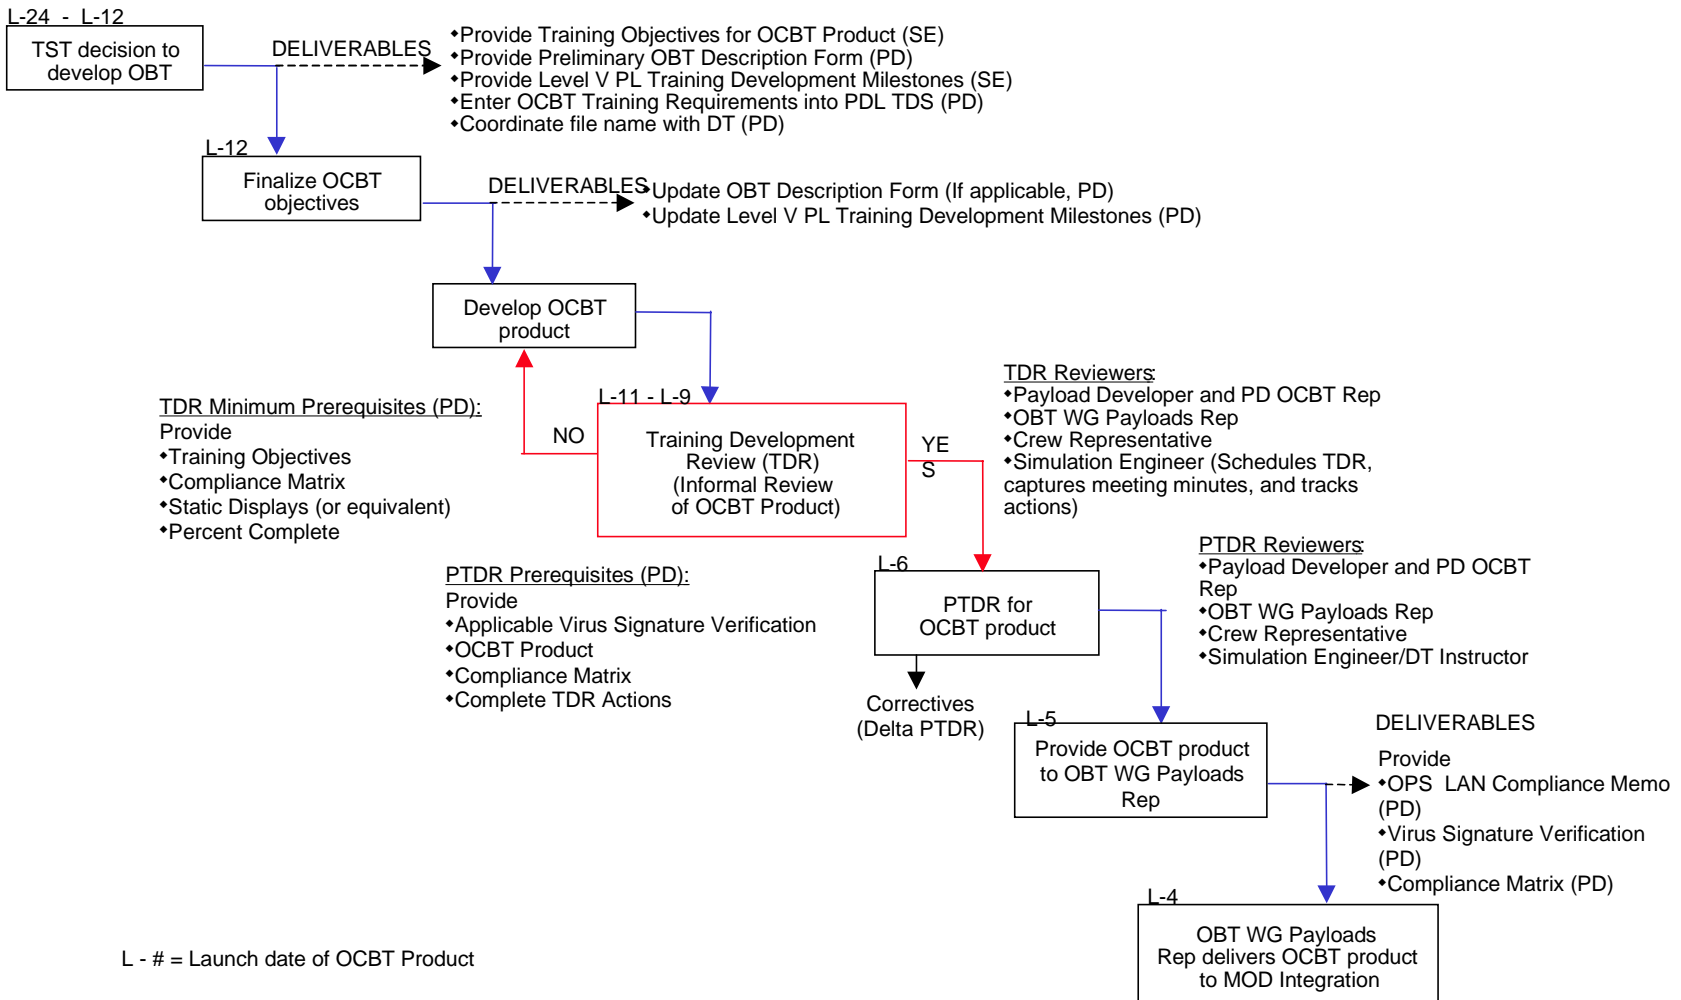 L-24 - L-12
TST decision to
develop OBT
DELIVERABLES
◆Provide Training Objectives for OCBT Product (SE)
◆Provide Preliminary OBT Description Form (PD)
◆Provide Level V PL Training Development Milestones (SE)
◆Enter OCBT Training Requirements into PDL TDS (PD)
◆Coordinate file name with DT (PD)
L-12
Finalize OCBT
objectives
DELIVERABLES
◆Update OBT Description Form (If applicable, PD)
◆Update Level V PL Training Development Milestones (PD)
Develop OCBT
product
TDR Minimum Prerequisites (PD):
Provide
◆Training Objectives
◆Compliance Matrix
◆Static Displays (or equivalent)
◆Percent Complete
NO
L-11 - L-9
Training Development
Review (TDR)
(Informal Review
of OCBT Product)
YE
S
TDR Reviewers:
◆Payload Developer and PD OCBT Rep
◆OBT WG Payloads Rep
◆Crew Representative
◆Simulation Engineer (Schedules TDR,
captures meeting minutes, and tracks
actions)
PTDR Prerequisites (PD):
Provide
◆Applicable Virus Signature Verification
◆OCBT Product
◆Compliance Matrix
◆Complete TDR Actions
L-6
PTDR for
OCBT product
Correctives
(Delta PTDR)
PTDR Reviewers:
◆Payload Developer and PD OCBT
Rep
◆OBT WG Payloads Rep
◆Crew Representative
◆Simulation Engineer/DT Instructor
L-5
Provide OCBT product
to OBT WG Payloads
Rep
DELIVERABLES
Provide
◆OPS LAN Compliance Memo
(PD)
◆Virus Signature Verification
(PD)
◆Compliance Matrix (PD)
L-4
OBT WG Payloads
Rep delivers OCBT product
to MOD Integration
L - # = Launch date of OCBT Product